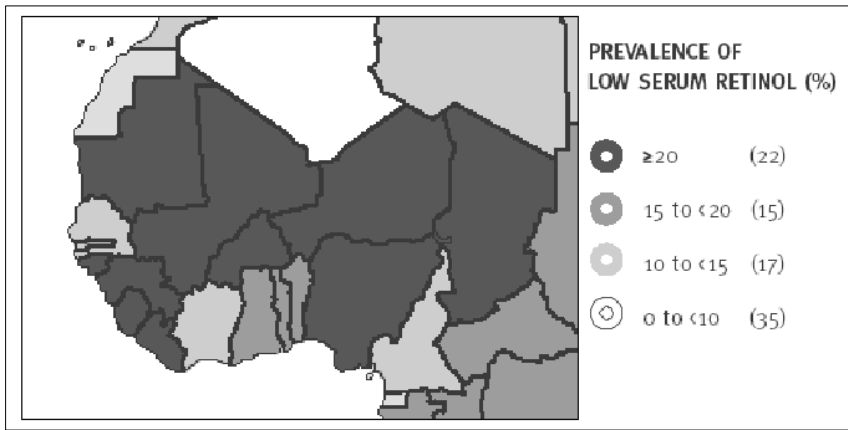 PREVALENCE OF
LOW SERUM RETINOL (%)
≥20 (22)
15 to <20 (15)
10 to <15 (17)
0 to <10 (35)